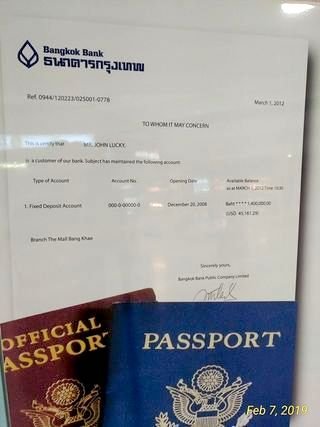 Bangkok Bank
ธนาคารกรุงเทพ
Ref. 0944/120223/025001-0778
March 1, 2012
TO WHOM IT MAY CONCERN
This is certify that MR. JOHN LUCKY,
is a customer of our bank. Subject has maintained the following account:
Type of Account Account No. Opening Date Available Balance
as at MARCH 1, 2012 Time 10:30
1. Fixed Deposit Account 000-0-00000-0 December 20, 2008 Baht ****1,400,000.00
(USD 45,161.29)
Branch The Mall Bang Khae
Sincerely yours,
Bangkok Bank Public Company Limited
OFFICIAL
PASSPORT
PASSPORT
Feb 7, 2019